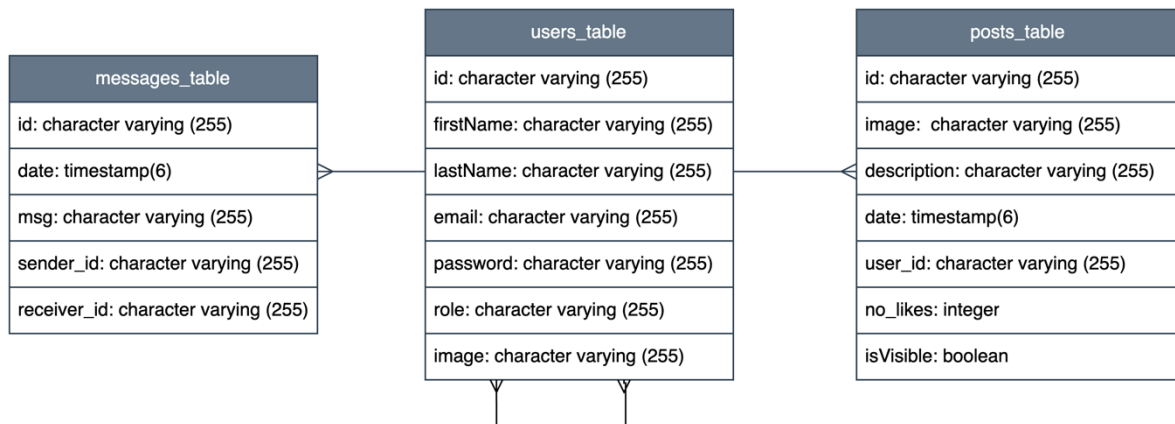 messages_table
id: character varying (255)
date: timestamp(6)
msg: character varying (255)
sender_id: character varying (255)
receiver_id: character varying (255)
users_table
id: character varying (255)
firstName: character varying (255)
lastName: character varying (255)
email: character varying (255)
password: character varying (255)
role: character varying (255)
image: character varying (255)
posts_table
id: character varying (255)
image:  character varying (255)
description: character varying (255)
date: timestamp(6)
user_id: character varying (255)
no_likes: integer
isVisible: boolean